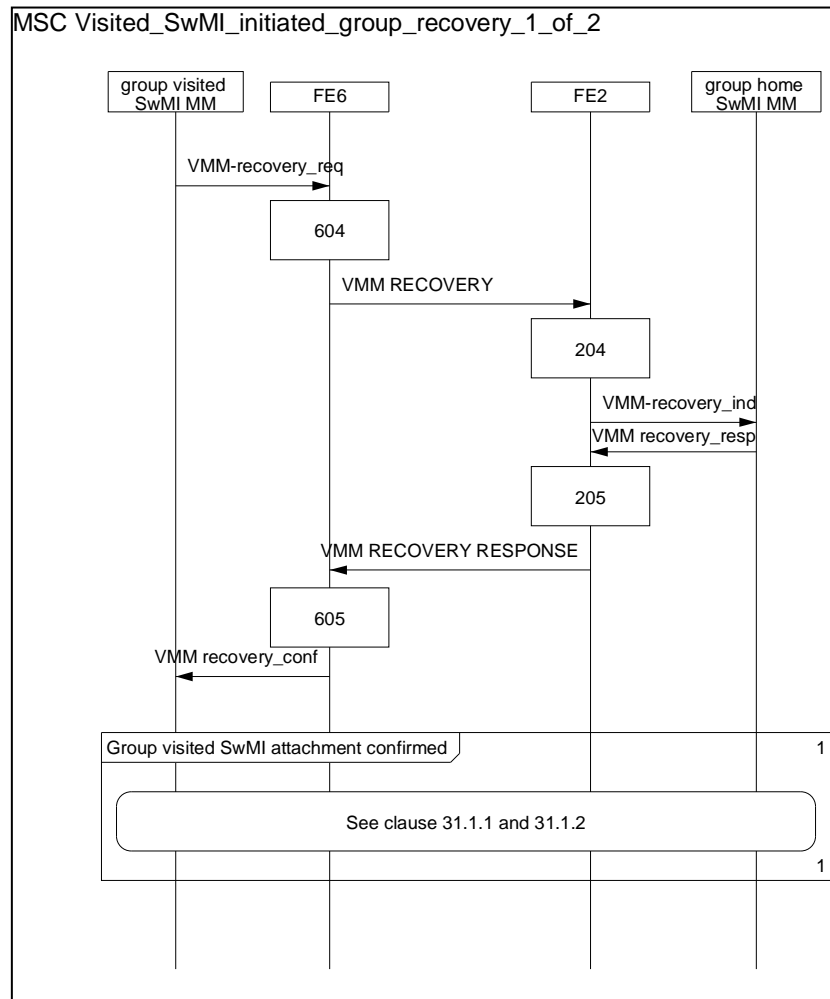 MSC Visited_SwMI_initiated_group_recovery_1_of_2
group visited
SwMI MM
FE6
FE2
group home
SwMI MM
VMM-recovery_req
604
VMM RECOVERY
204
VMM-recovery_ind
VMM recovery_resp
205
VMM RECOVERY RESPONSE
605
VMM recovery_conf
Group visited SwMI attachment confirmed
1
See clause 31.1.1 and 31.1.2
1